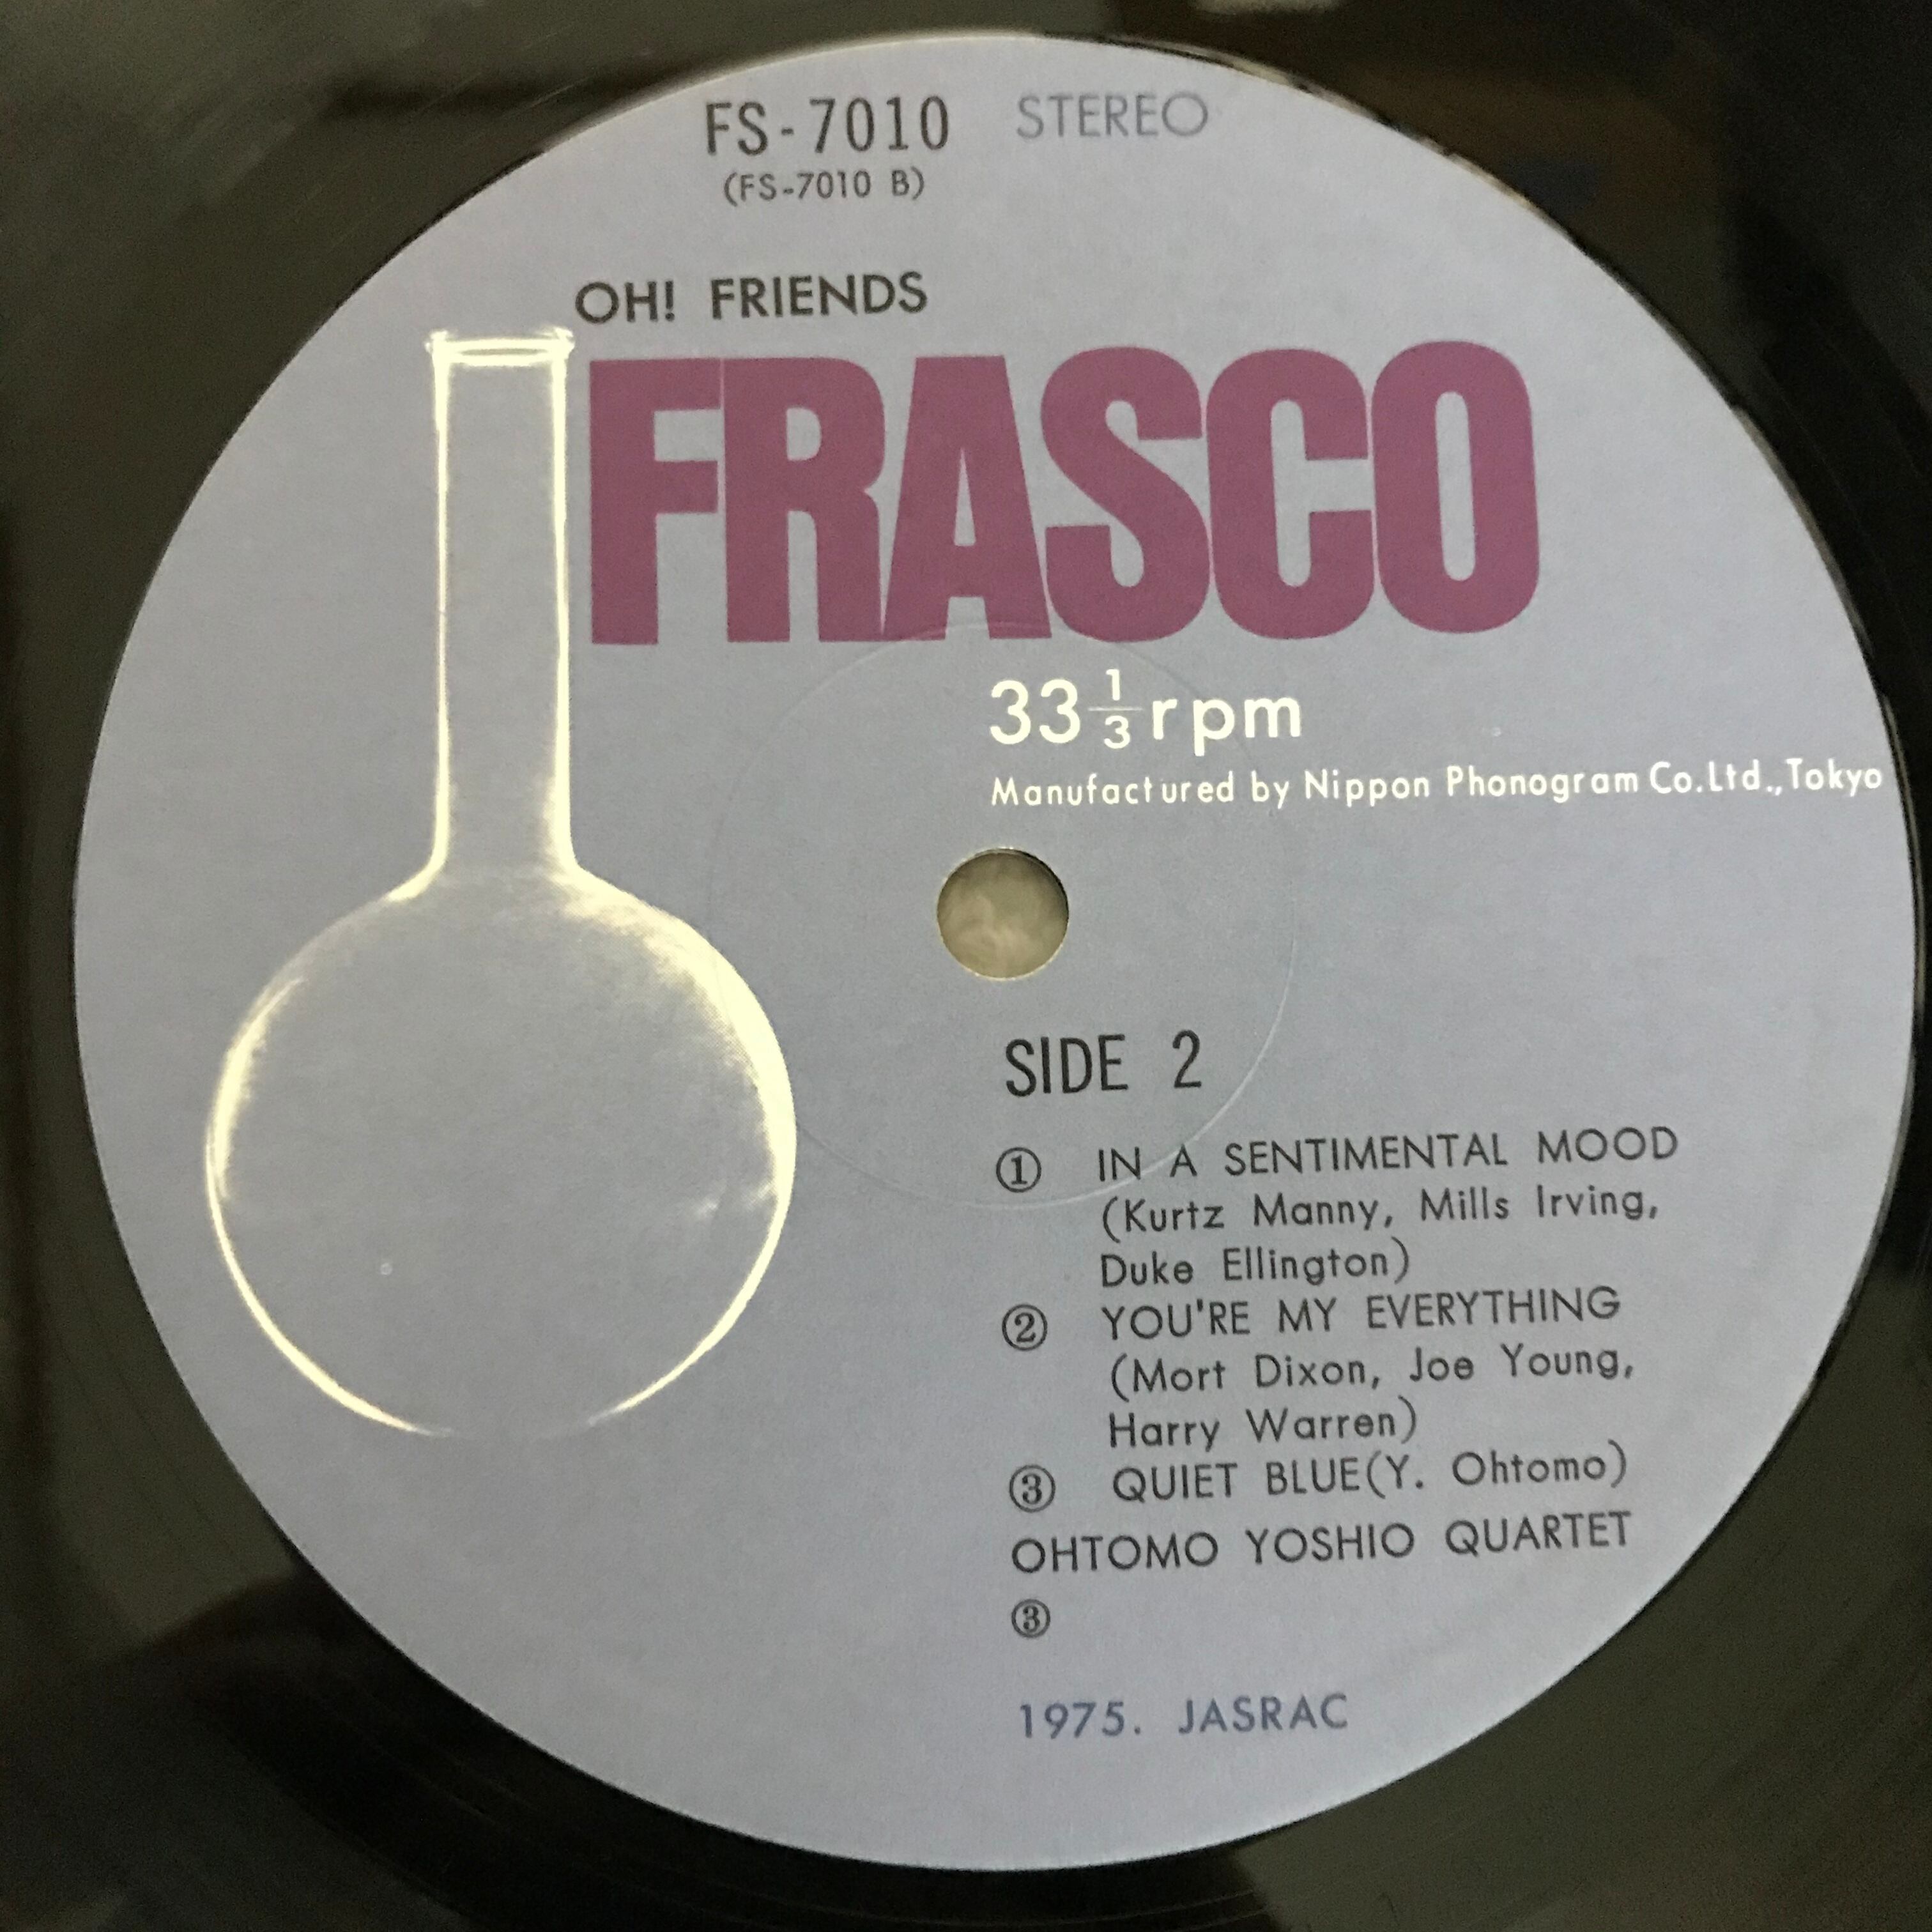 FS-7010 STEREO
(FS-7010 B)
OH! FRIENDS
FRASCO
33 1/3 rpm
Manufactured by Nippon Phonogram Co.Ltd.,Tokyo
SIDE 2
① IN A SENTIMENTAL MOOD
(Kurtz Manny, Mills Irving,
Duke Ellington)
② YOU'RE MY EVERYTHING
(Mort Dixon, Joe Young,
Harry Warren)
③ QUIET BLUE(Y. Ohtomo)
OHTOMO YOSHIO QUARTET
③
1975. JASRAC